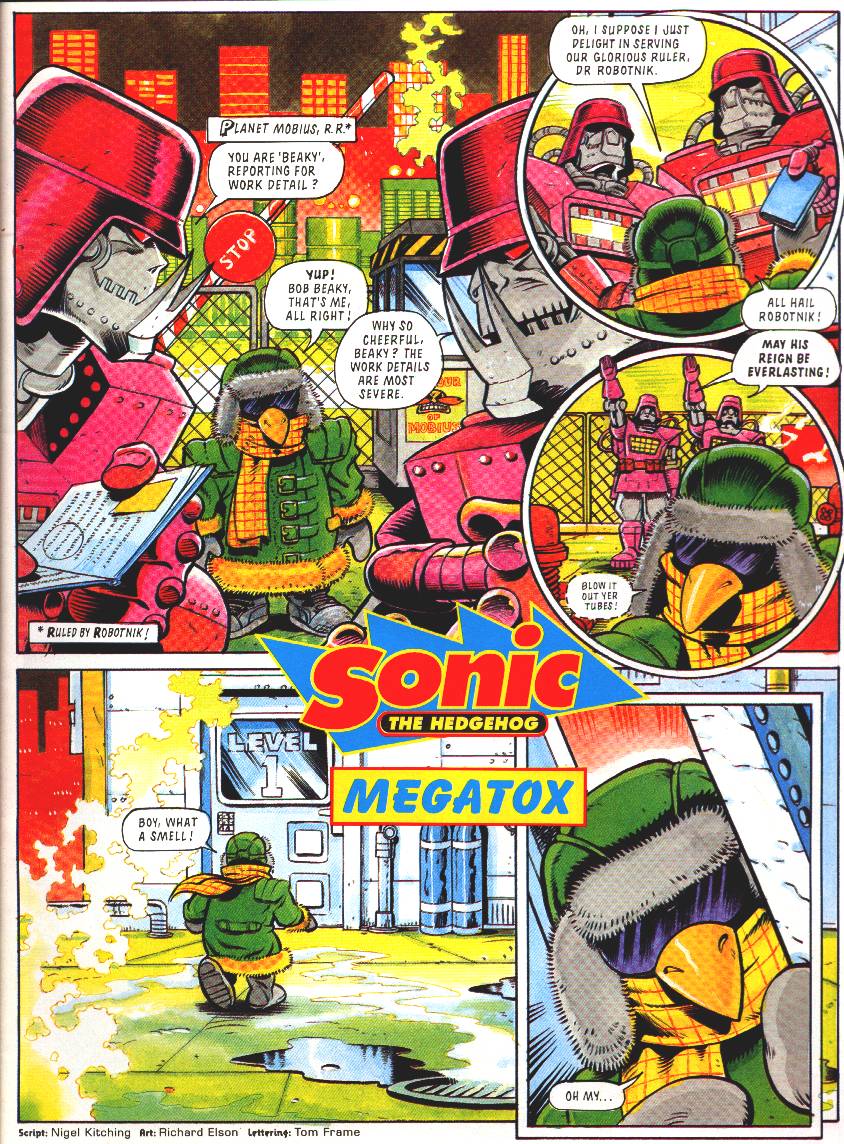 PLANET MOBIUS, R.R.*
YOU ARE 'BEAKY',
REPORTING FOR
WORK DETAIL?
STOP
YUP!
BOB BEAKY,
THAT'S ME,
ALL RIGHT!
WHY SO
CHEERFUL,
BEAKY? THE
WORK DETAILS
ARE MOST
SEVERE.
OF
MOBIUS
* RULED BY ROBOTNIK!
OH, I SUPPOSE I JUST
DELIGHT IN SERVING
OUR GLORIOUS RULER,
DR ROBOTNIK.
ALL HAIL
ROBOTNIK!
MAY HIS
REIGN BE
EVERLASTING!
BLOW IT
OUT YER
TUBES!
Sonic
THE HEDGEHOG
MEGATOX
LEVEL
1
BOY, WHAT
A SMELL!
OH MY...
Script: Nigel Kitching Art: Richard Elson Lettering: Tom Frame